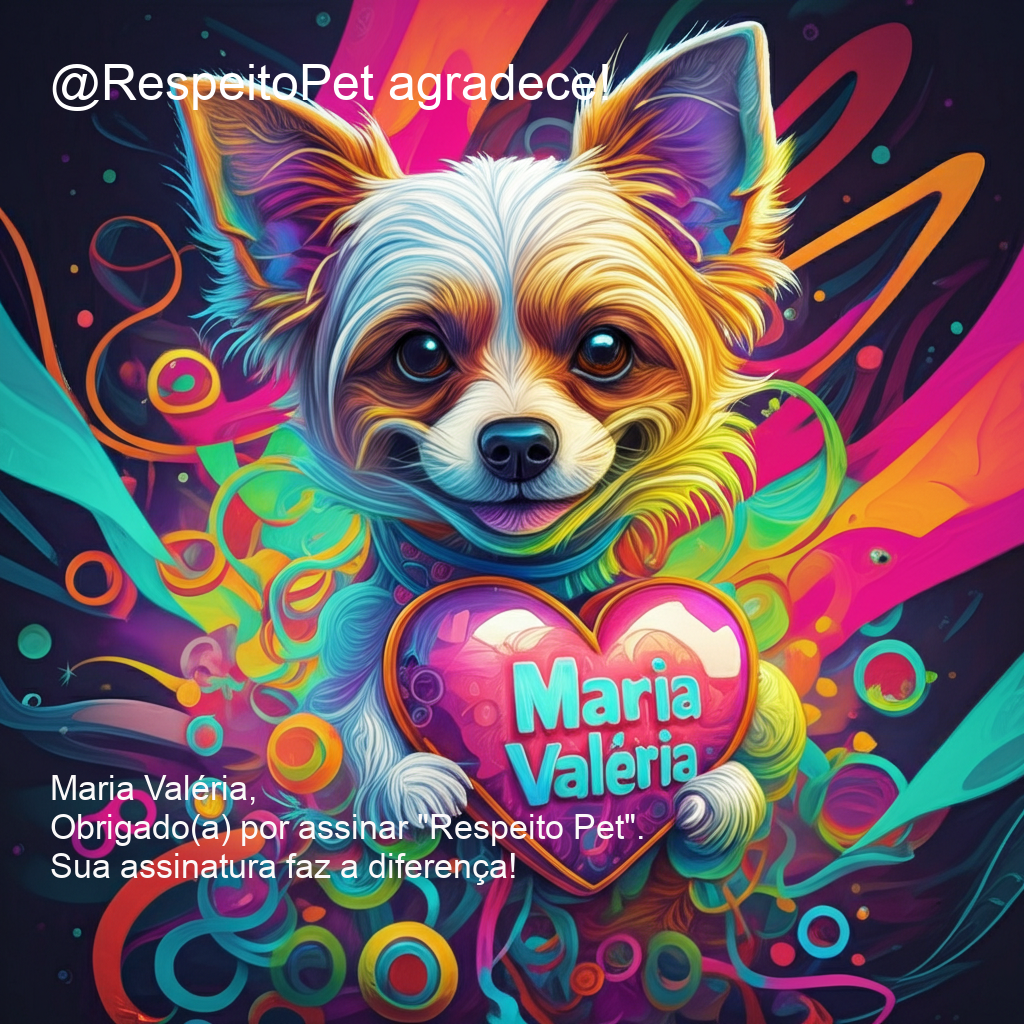 @RespeitoPet agradece!
Maria
Valéria
Maria Valéria,
Obrigado(a) por assinar "Respeito Pet".
Sua assinatura faz a diferença!